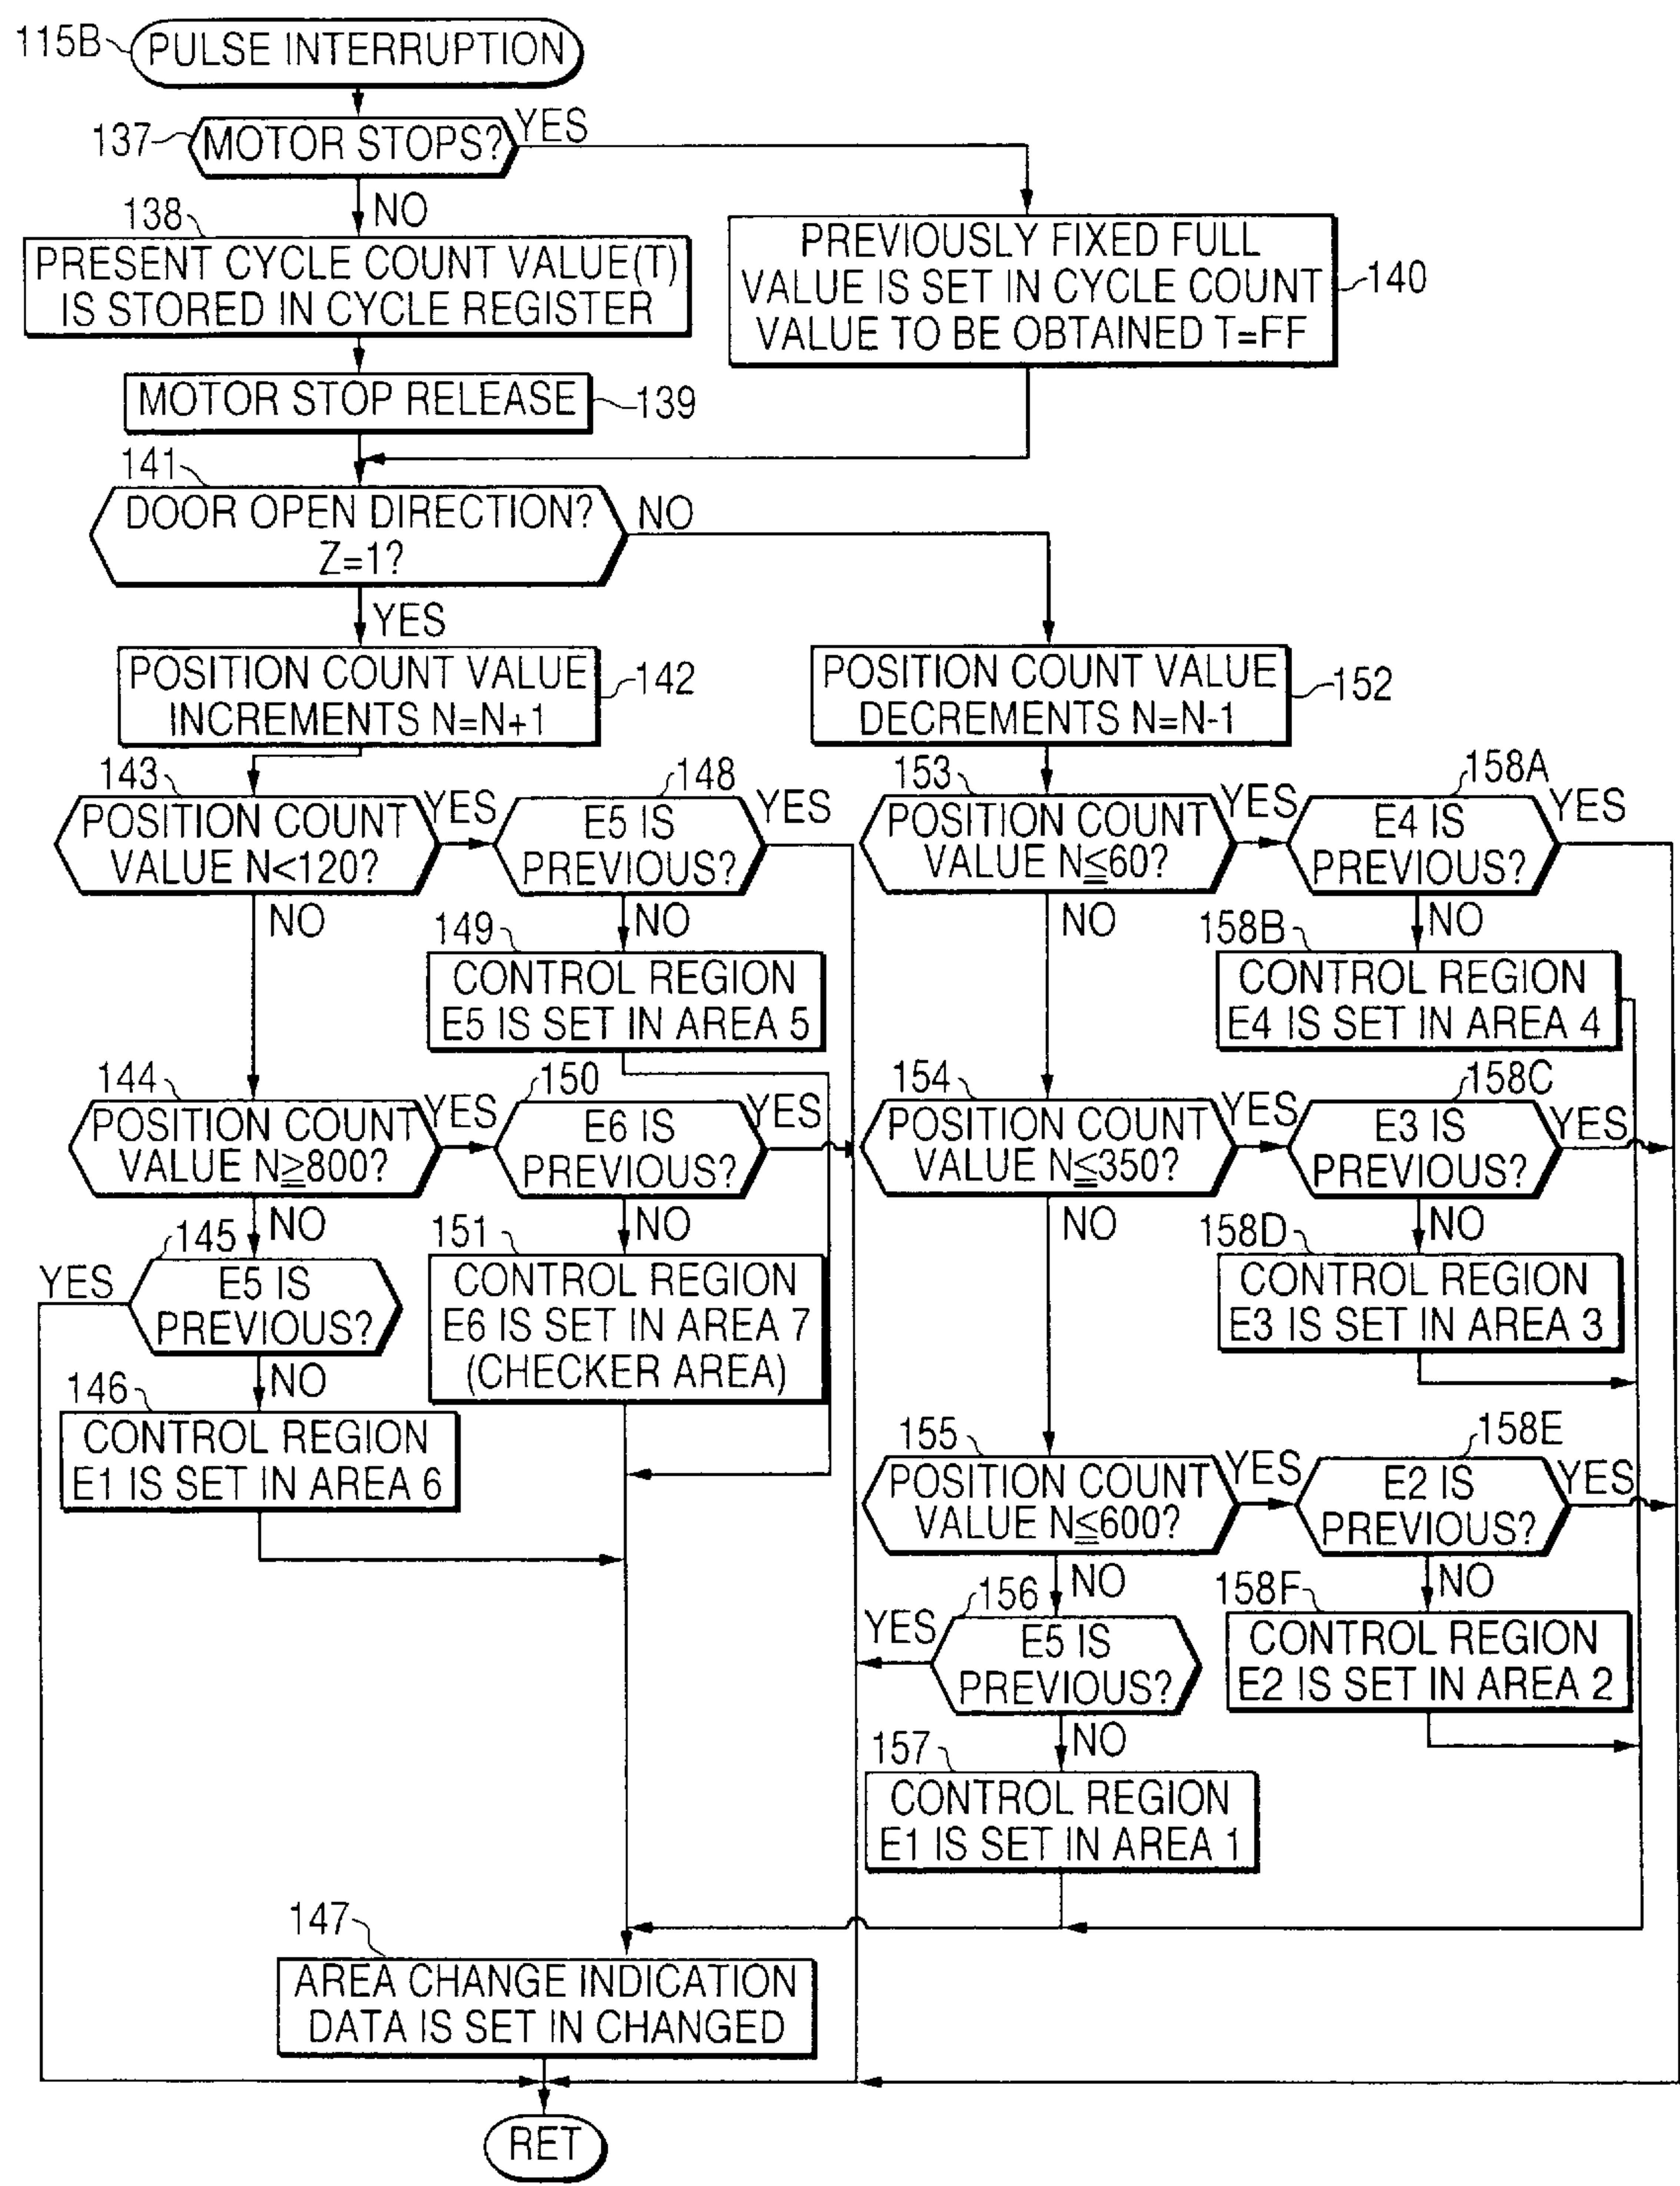 115B
PULSE INTERRUPTION
137
MOTOR STOPS?
YES
NO
138
PRESENT CYCLE COUNT VALUE(T)
IS STORED IN CYCLE REGISTER
PREVIOUSLY FIXED FULL
VALUE IS SET IN CYCLE COUNT
VALUE TO BE OBTAINED T=FF
140
MOTOR STOP RELEASE
139
141
DOOR OPEN DIRECTION?
Z=1?
NO
YES
POSITION COUNT VALUE
INCREMENTS N=N+1
142
POSITION COUNT VALUE
DECREMENTS N=N-1
152
143
POSITION COUNT
VALUE N<120?
YES
NO
148
E5 IS
PREVIOUS?
YES
NO
153
POSITION COUNT
VALUE N≦60?
YES
NO
158A
E4 IS
PREVIOUS?
YES
NO
149
CONTROL REGION
E5 IS SET IN AREA 5
158B
CONTROL REGION
E4 IS SET IN AREA 4
144
POSITION COUNT
VALUE N≧800?
YES
NO
150
E6 IS
PREVIOUS?
YES
NO
154
POSITION COUNT
VALUE N≦350?
YES
NO
158C
E3 IS
PREVIOUS?
YES
NO
145
E5 IS
PREVIOUS?
YES
NO
151
CONTROL REGION
E6 IS SET IN AREA 7
(CHECKER AREA)
158D
CONTROL REGION
E3 IS SET IN AREA 3
146
CONTROL REGION
E1 IS SET IN AREA 6
155
POSITION COUNT
VALUE N≦600?
YES
NO
158E
E2 IS
PREVIOUS?
YES
NO
156
E5 IS
PREVIOUS?
YES
NO
158F
CONTROL REGION
E2 IS SET IN AREA 2
157
CONTROL REGION
E1 IS SET IN AREA 1
147
AREA CHANGE INDICATION
DATA IS SET IN CHANGED
RET